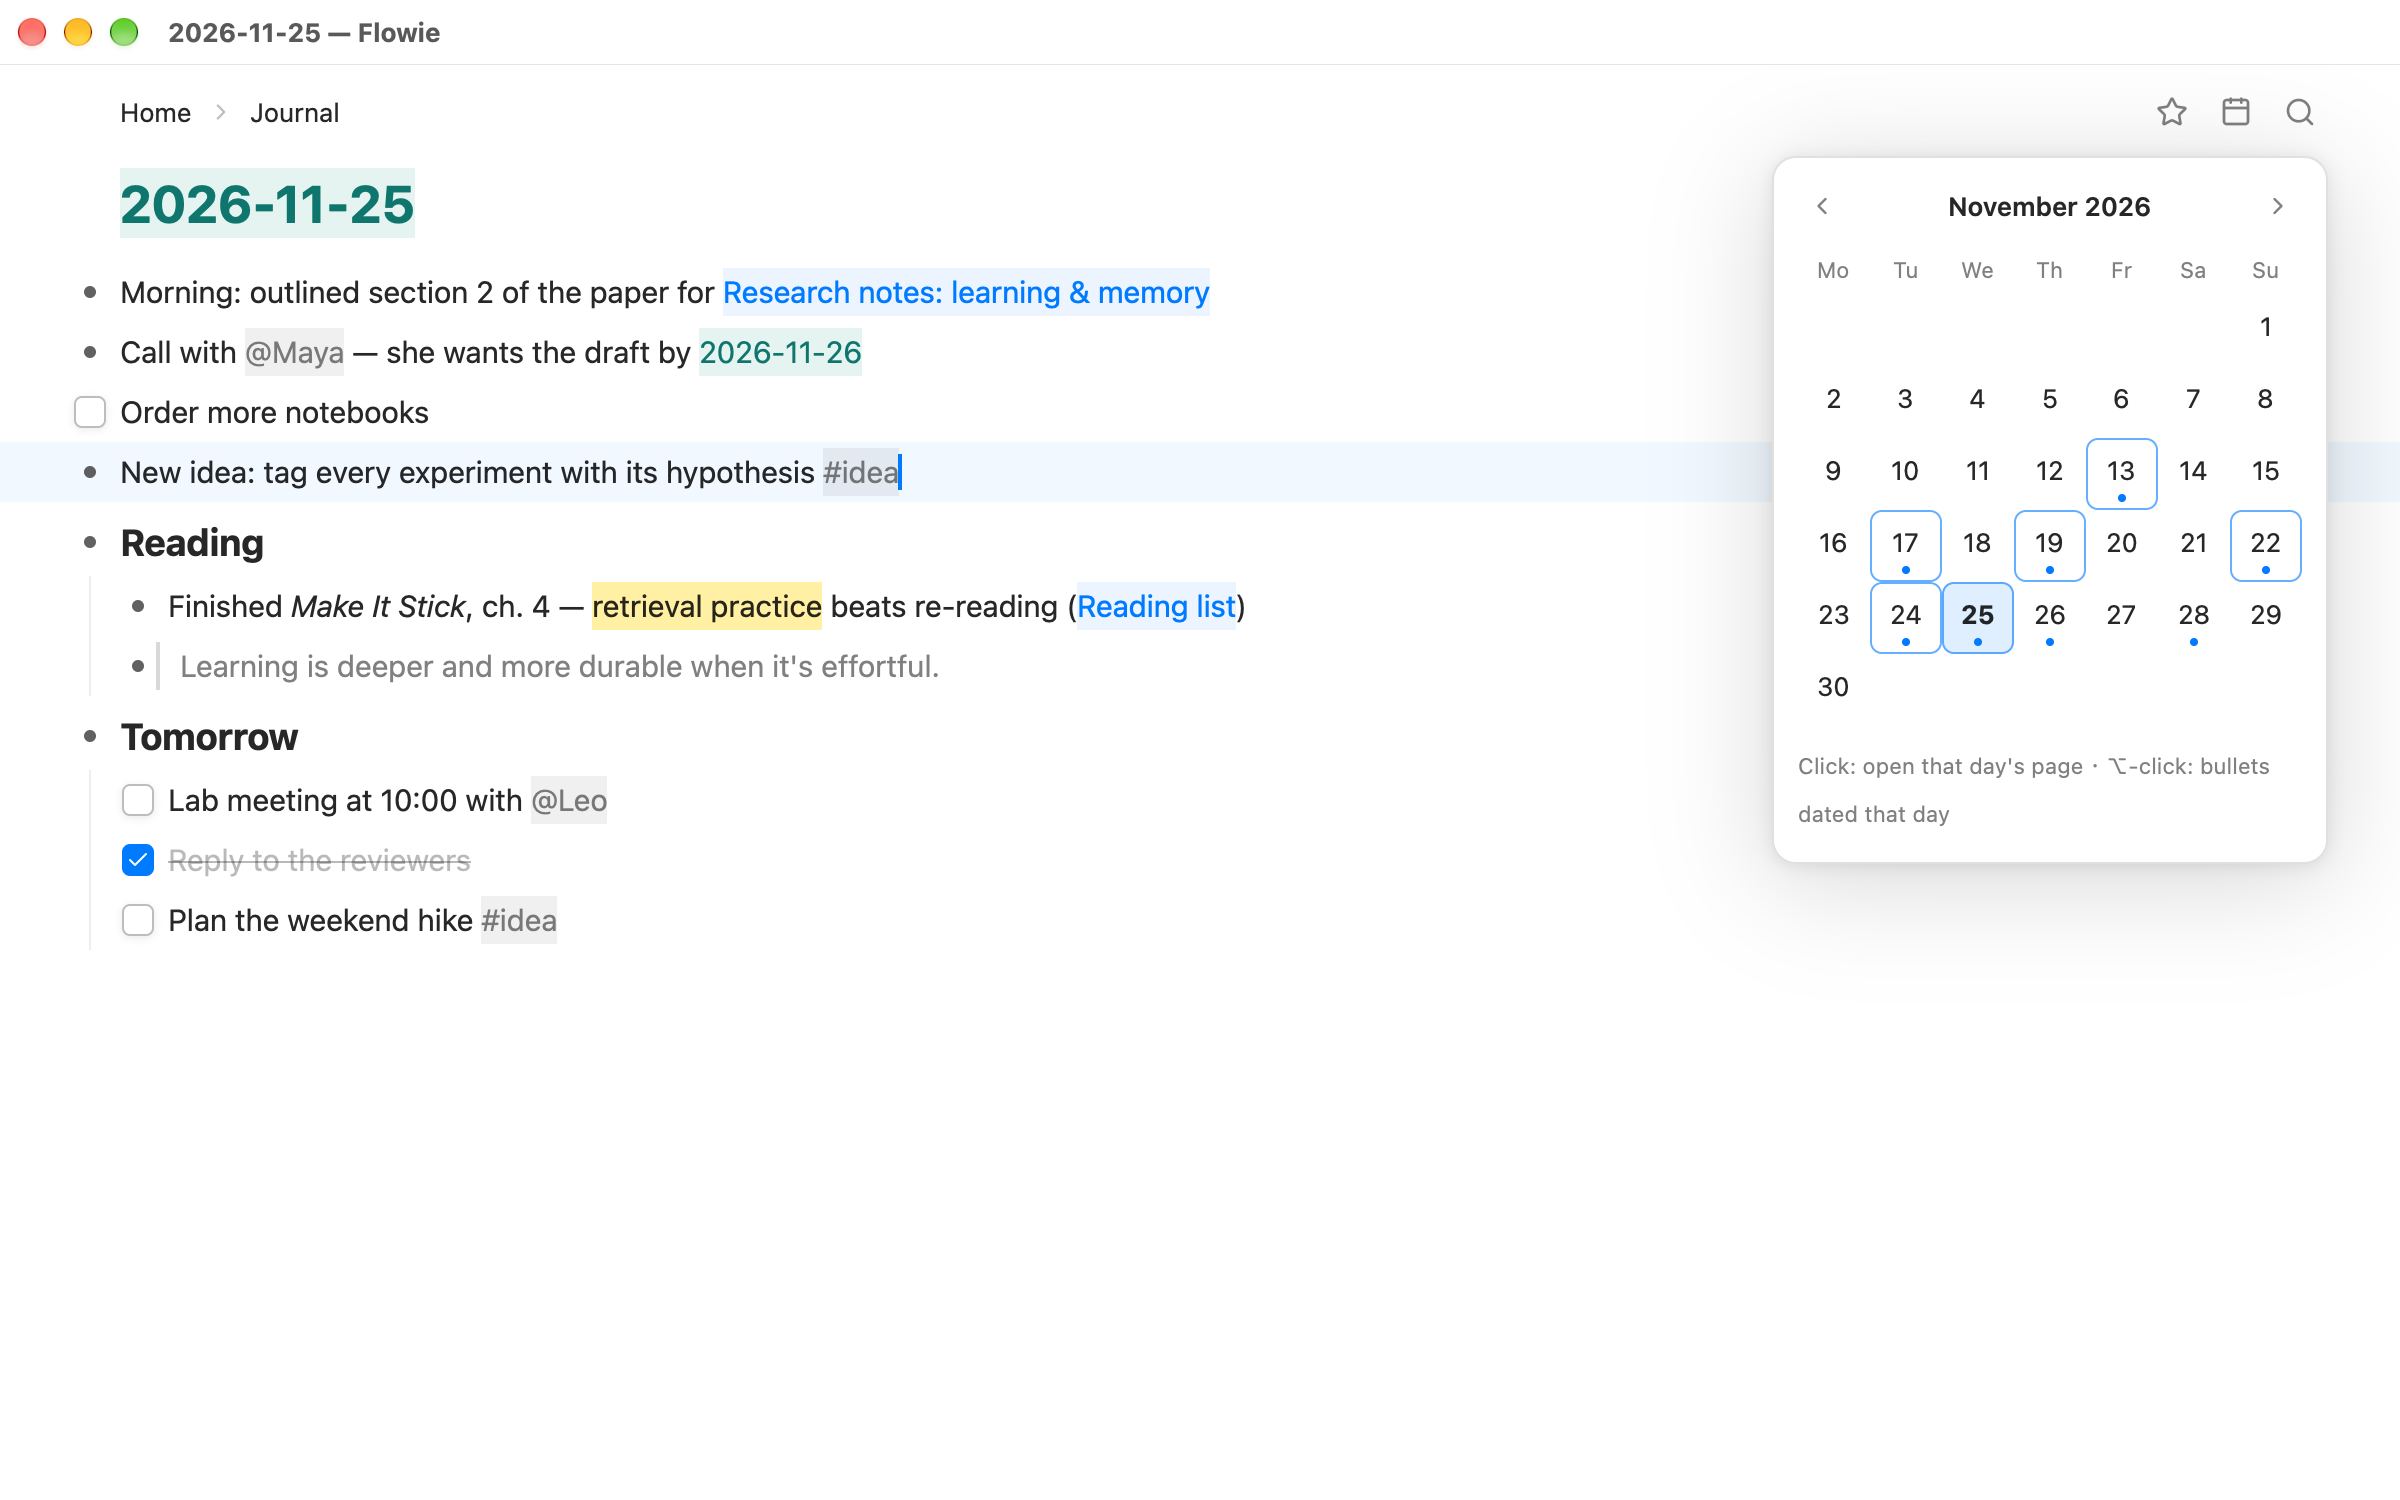 2026-11-25 — Flowie
Home > Journal
2026-11-25
Morning: outlined section 2 of the paper for Research notes: learning & memory
Call with @Maya — she wants the draft by 2026-11-26
Order more notebooks
New idea: tag every experiment with its hypothesis #idea
Reading
Finished Make It Stick, ch. 4 — retrieval practice beats re-reading (Reading list)
Learning is deeper and more durable when it's effortful.
Tomorrow
Lab meeting at 10:00 with @Leo
Reply to the reviewers
Plan the weekend hike #idea
November 2026
Mo Tu We Th Fr Sa Su
1
2 3 4 5 6 7 8
9 10 11 12 13 14 15
16 17 18 19 20 21 22
23 24 25 26 27 28 29
30
Click: open that day's page · ⌥-click: bullets
dated that day